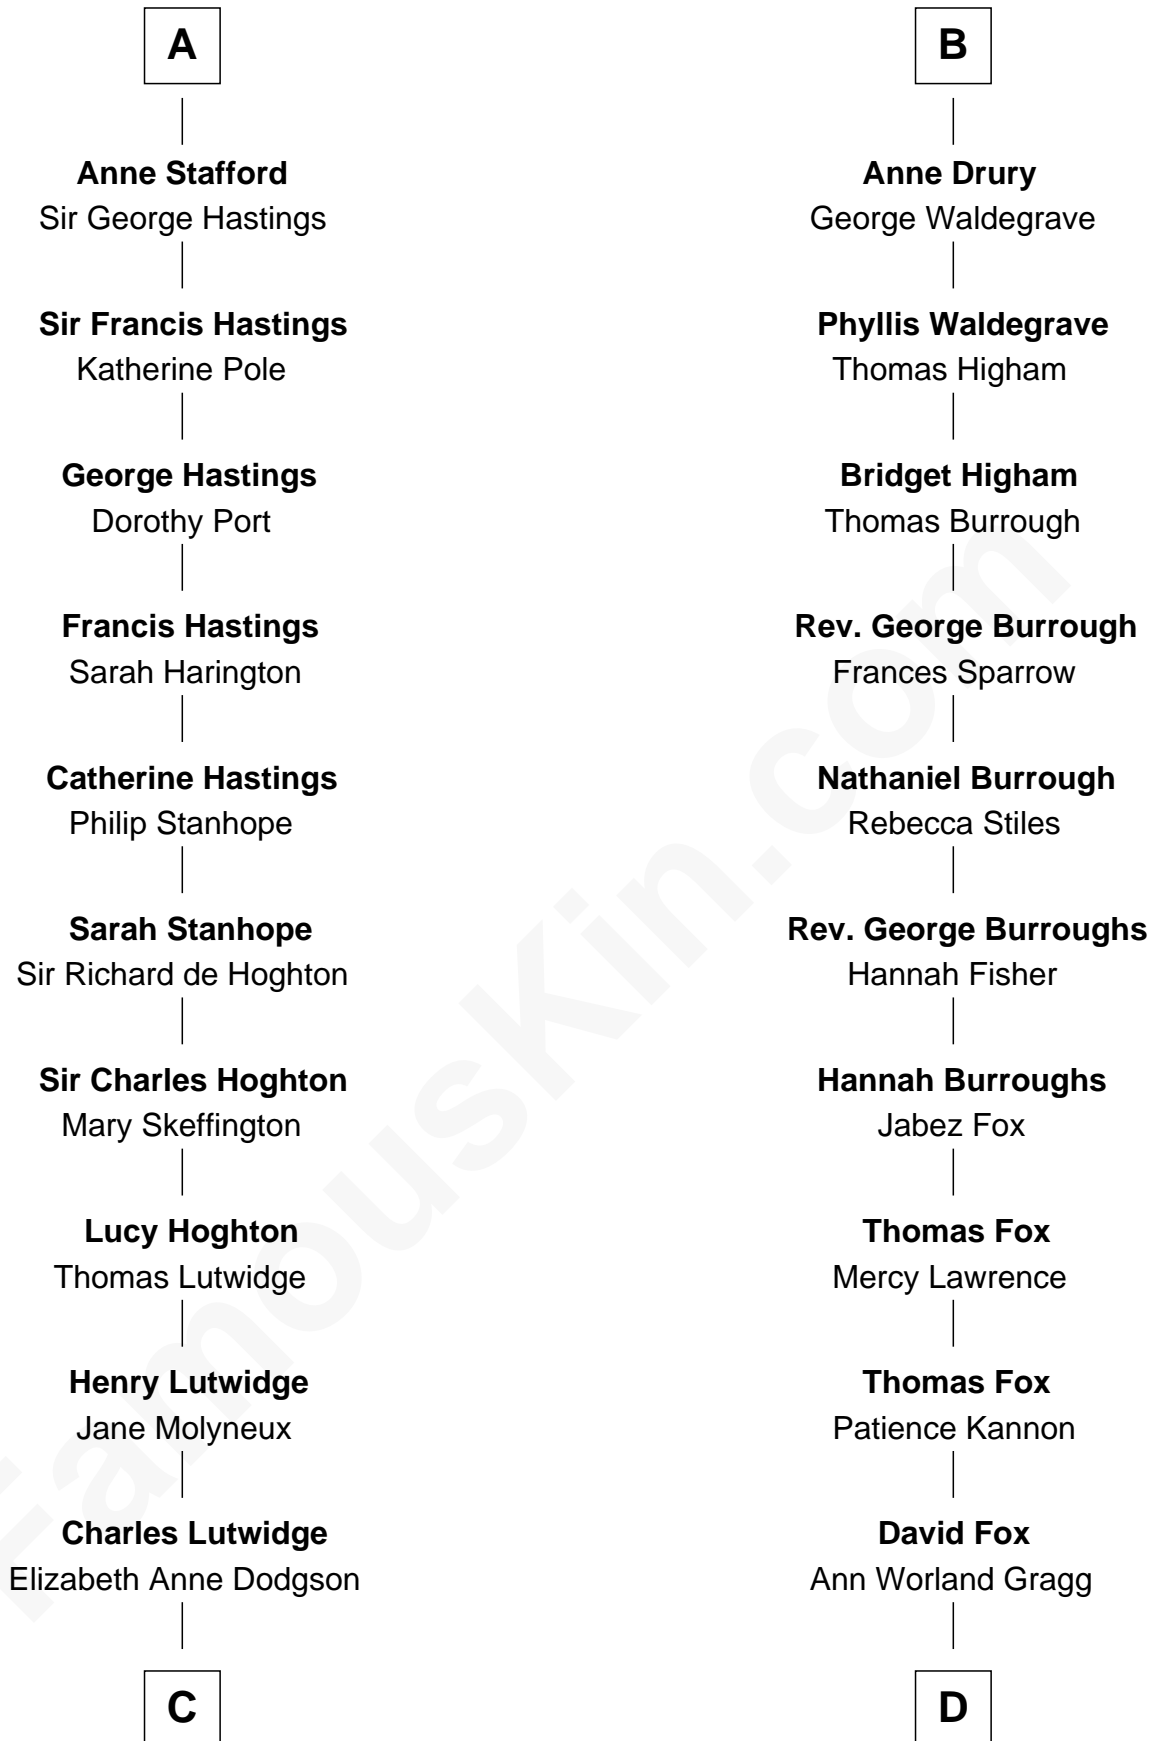 A
Anne Stafford
Sir George Hastings
Sir Francis Hastings
Katherine Pole
George Hastings
Dorothy Port
Francis Hastings
Sarah Harington
Catherine Hastings
Philip Stanhope
Sarah Stanhope
Sir Richard de Hoghton
Sir Charles Hoghton
Mary Skeffington
Lucy Hoghton
Thomas Lutwidge
Henry Lutwidge
Jane Molyneux
Charles Lutwidge
Elizabeth Anne Dodgson
C
B
Anne Drury
George Waldegrave
Phyllis Waldegrave
Thomas Higham
Bridget Higham
Thomas Burrough
Rev. George Burrough
Frances Sparrow
Nathaniel Burrough
Rebecca Stiles
Rev. George Burroughs
Hannah Fisher
Hannah Burroughs
Jabez Fox
Thomas Fox
Mercy Lawrence
Thomas Fox
Patience Kannon
David Fox
Ann Worland Gragg
D
FamousKin.com